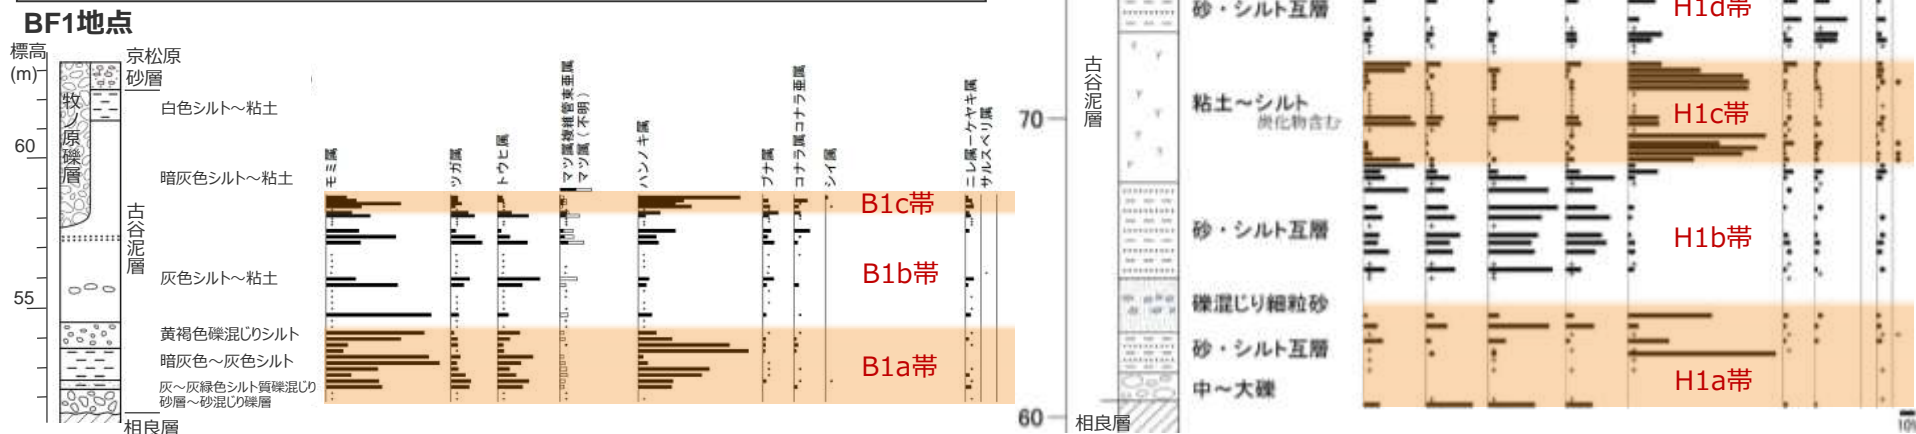 BF1地点
標高
(m)
60
55
牧ノ原礫層
京松原
砂層
白色シルト～粘土
暗灰色シルト～粘土
古谷泥層
灰色シルト～粘土
黄褐色礫混じりシルト
暗灰色～灰色シルト
灰～灰緑色シルト質礫混じり
砂層～砂混じり礫層
相良層
モミ属
ツガ属
トウヒ属
マツ属複維管束亜属
マツ属（不明）
ハンノキ属
ブナ属
コナラ属コナラ亜属
シイ属
ニレ属－ケヤキ属
サルスベリ属
B1c帯
B1b帯
B1a帯
70
60
古谷泥層
相良層
砂・シルト互層
粘土～シルト
炭化物含む
砂・シルト互層
礫混じり細粒砂
砂・シルト互層
中～大礫
H1d帯
H1c帯
H1b帯
H1a帯